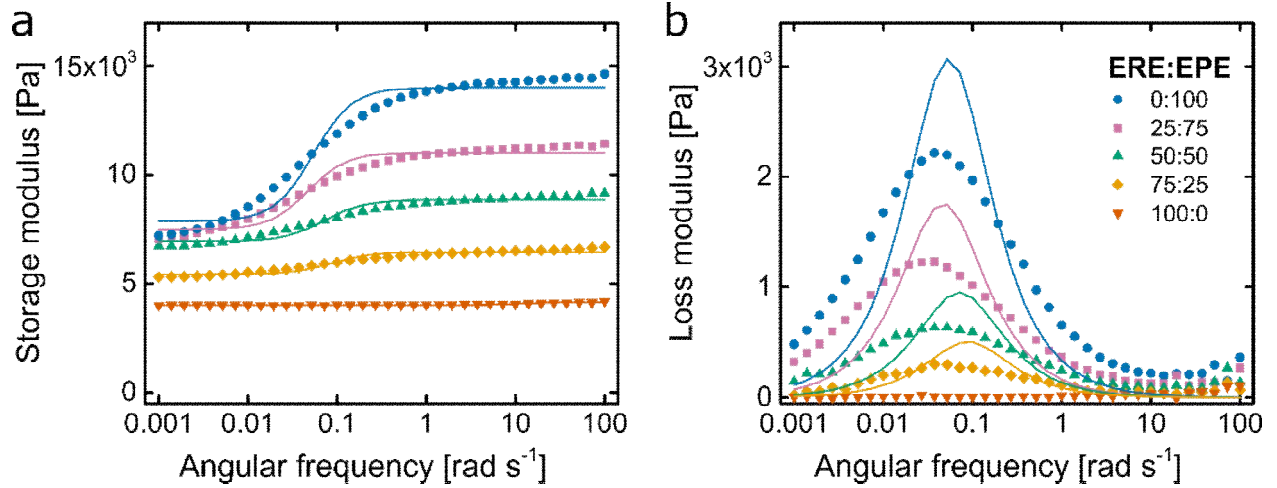 a
Storage modulus [Pa]
15x10³
10
5
0
0.001 0.01 0.1 1 10 100
Angular frequency [rad s⁻¹]
b
Loss modulus [Pa]
3x10³
2
1
0
0.001 0.01 0.1 1 10 100
Angular frequency [rad s⁻¹]
ERE:EPE
0:100
25:75
50:50
75:25
100:0